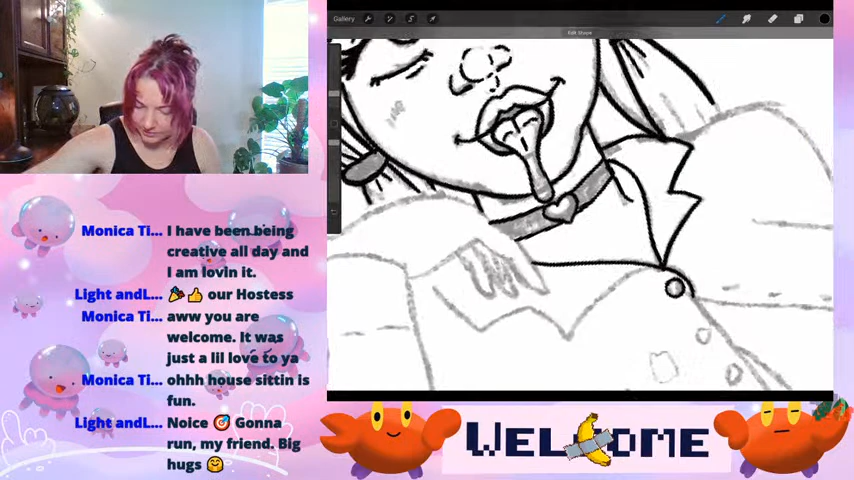 Gallery
Edit Shape
Monica Ti... I have been being
creative all day and
I am lovin it.
Light andL... 🎉👍 our Hostess
Monica Ti... aww you are
welcome. It was
just a lil love to ya
Monica Ti... ohhh house sittin is
fun.
Light andL... Noice 🎯 Gonna
run, my friend. Big
hugs 🤗
WELCOME